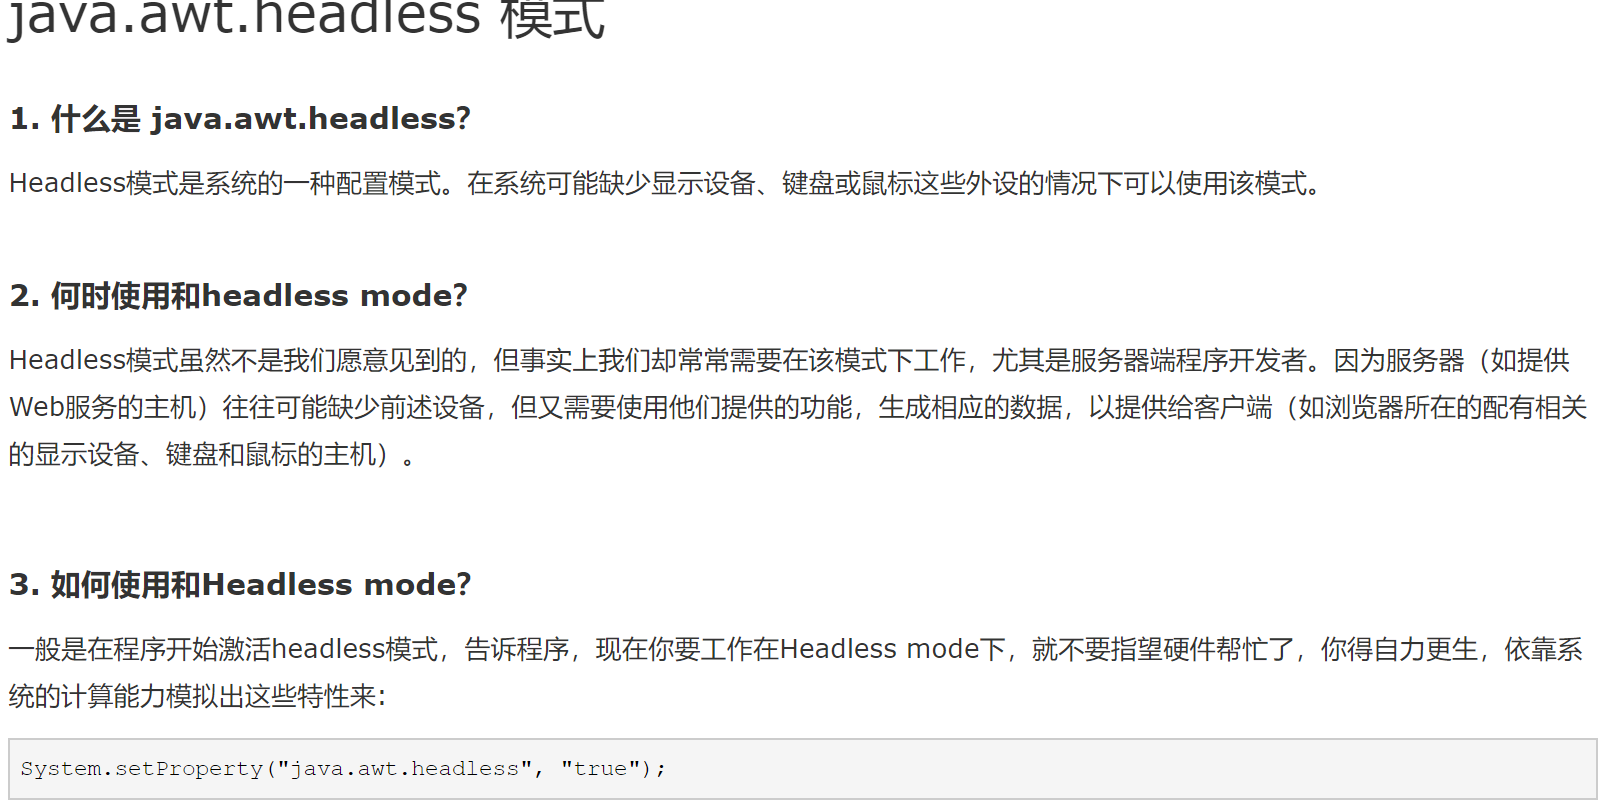 java.awt.headless 模式
1. 什么是 java.awt.headless？
Headless模式是系统的一种配置模式。在系统可能缺少显示设备、键盘或鼠标这些外设的情况下可以使用该模式。
2. 何时使用和headless mode？
Headless模式虽然不是我们愿意见到的，但事实上我们却常常需要在该模式下工作，尤其是服务器端程序开发者。因为服务器（如提供
Web服务的主机）往往可能缺少前述设备，但又需要使用他们提供的功能，生成相应的数据，以提供给客户端（如浏览器所在的配有相关
的显示设备、键盘和鼠标的主机）。
3. 如何使用和Headless mode？
一般是在程序开始激活headless模式，告诉程序，现在你要工作在Headless mode下，就不要指望硬件帮忙了，你得自力更生，依靠系
统的计算能力模拟出这些特性来:
System.setProperty("java.awt.headless", "true");